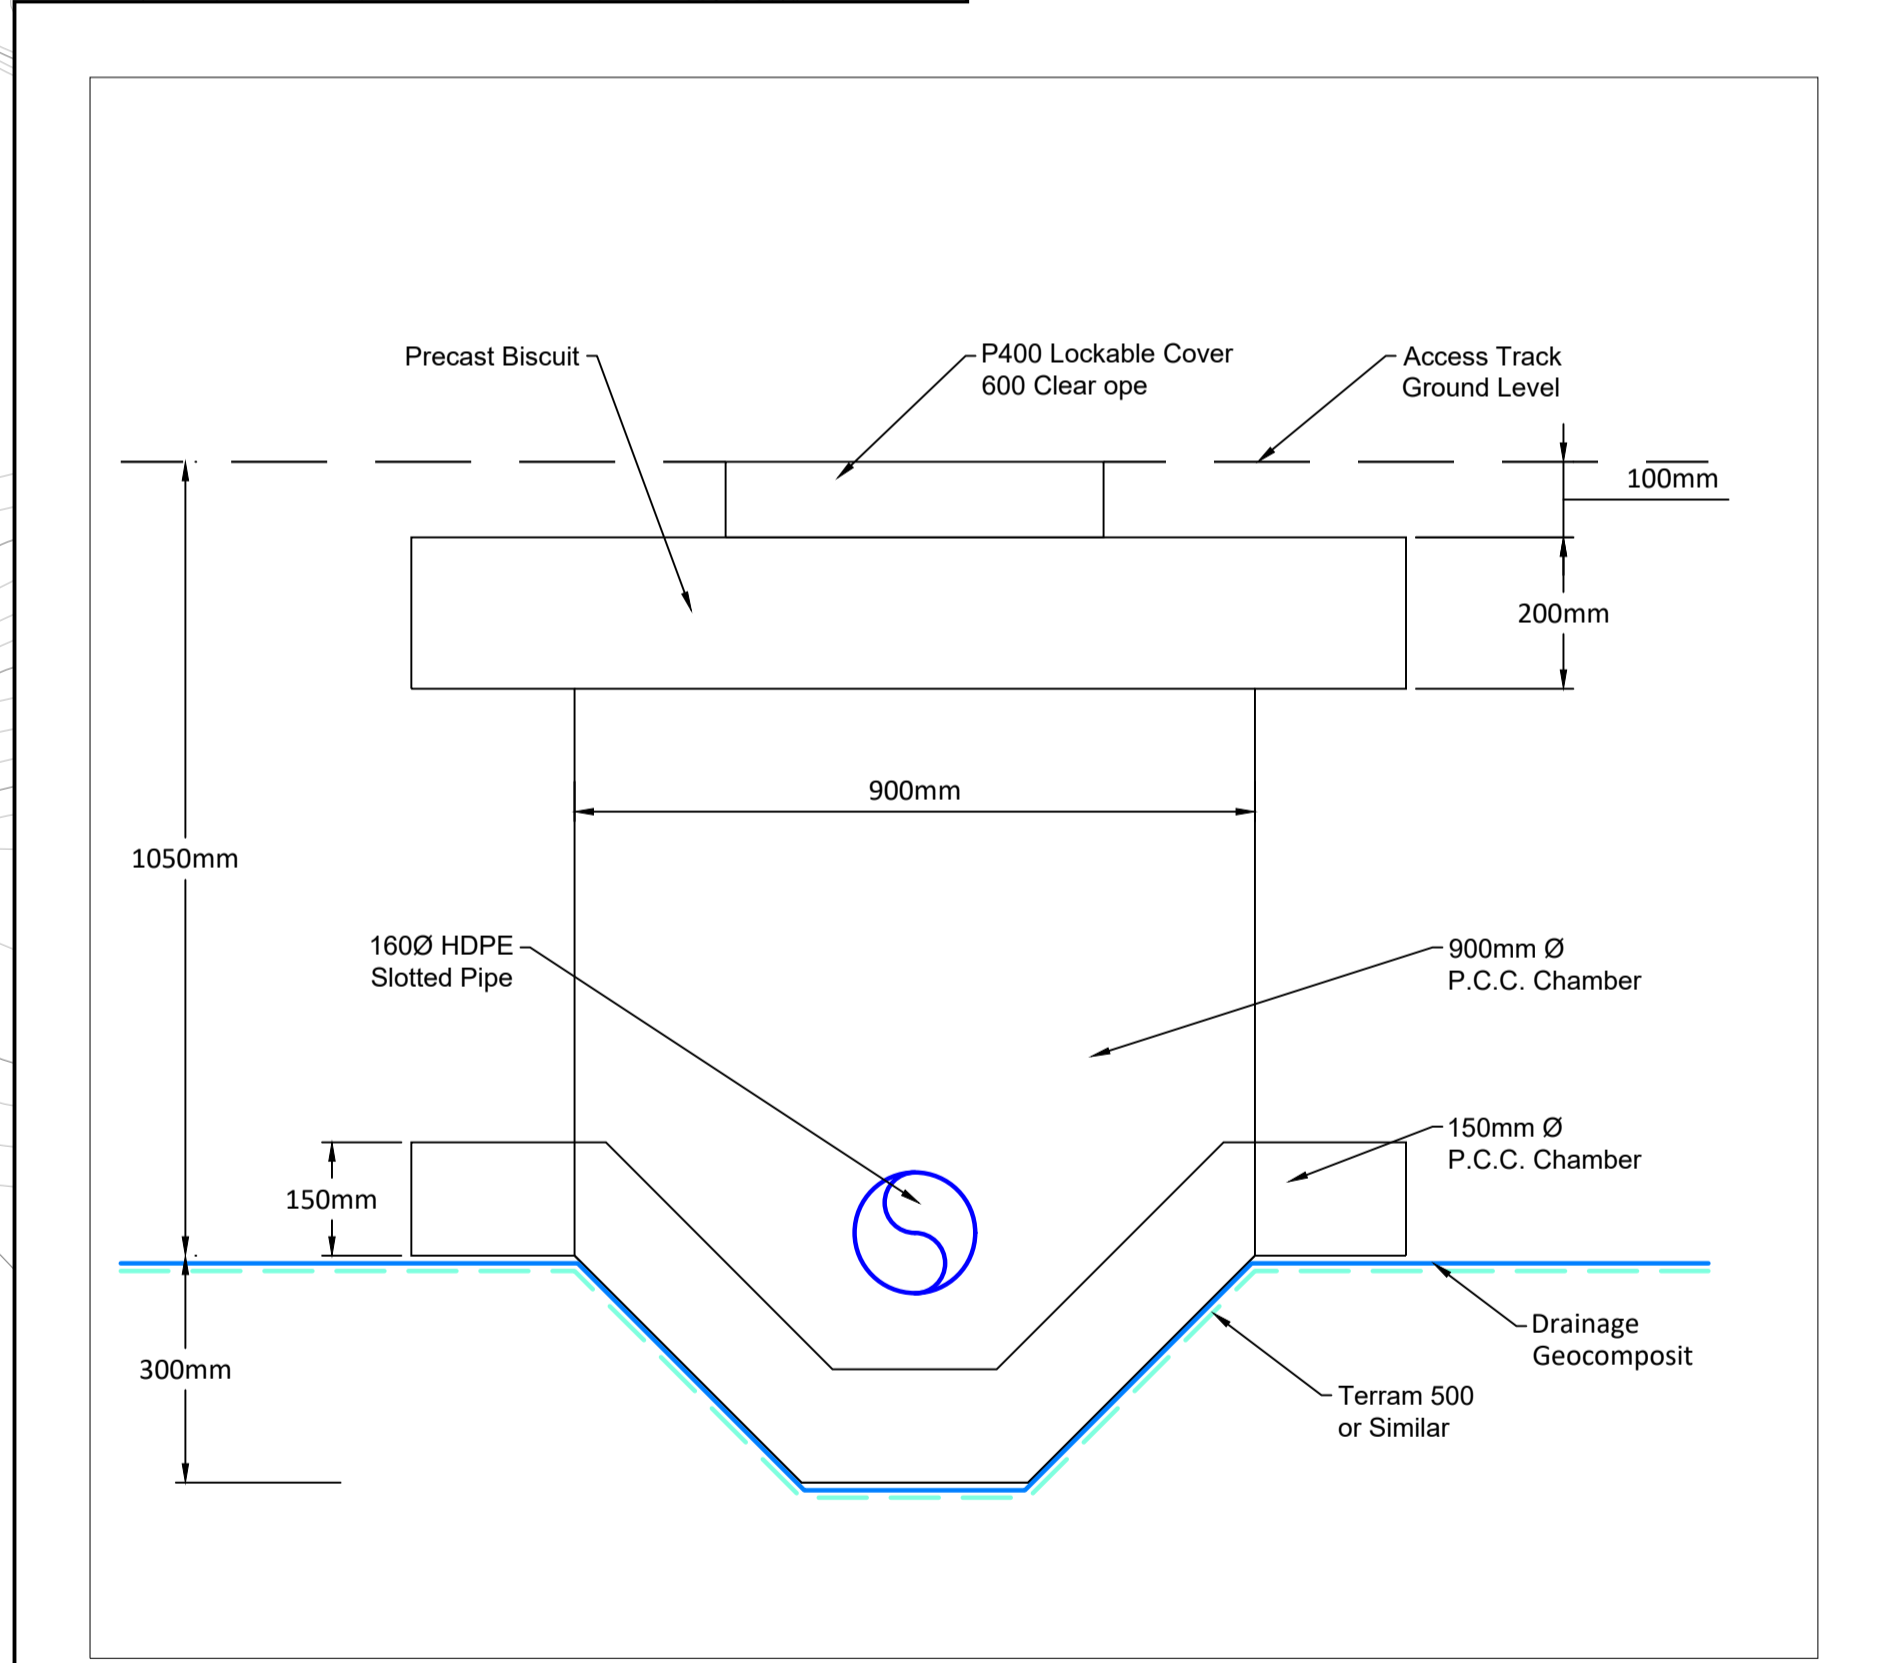 Precast Biscuit
P400 Lockable Cover
600 Clear ope
Access Track
Ground Level
100mm
200mm
900mm
1050mm
160Ø HDPE
Slotted Pipe
900mm Ø
P.C.C. Chamber
150mm Ø
P.C.C. Chamber
150mm
Drainage
Geocomposit
300mm
Terram 500
or Similar